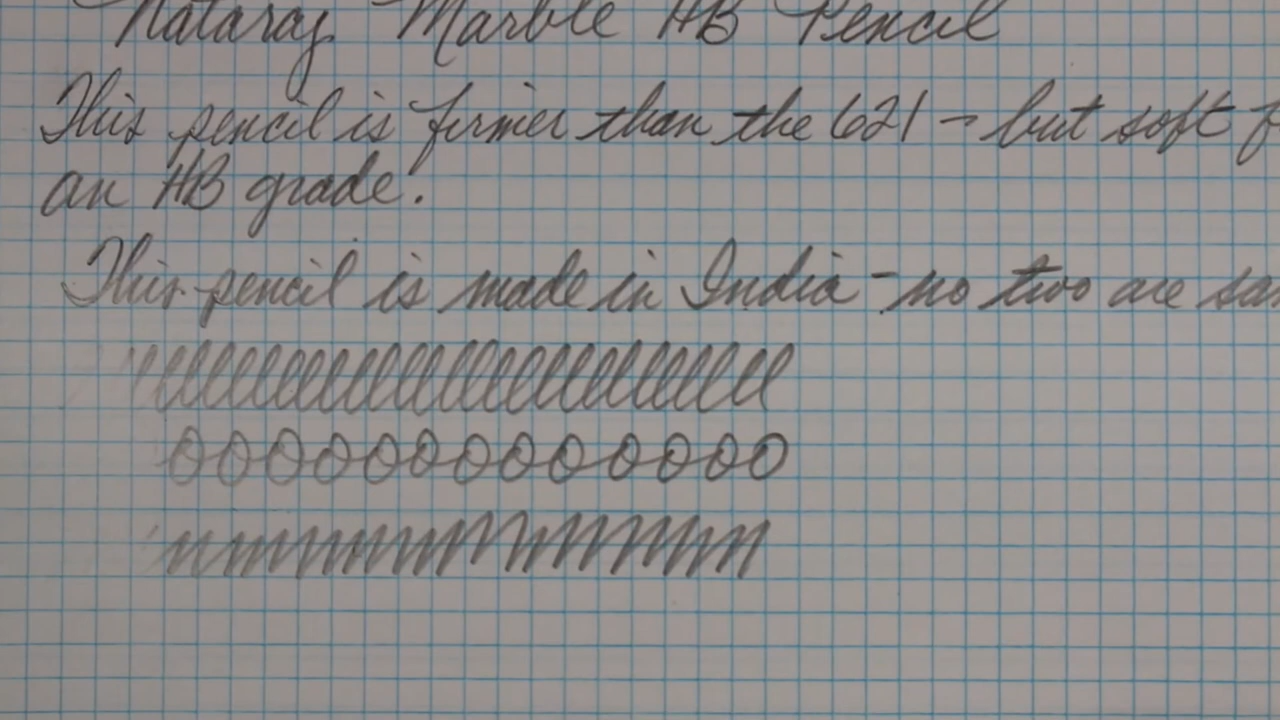 Nataraj Marble HB Pencil
This pencil is firmer than the 621 - but soft
an HB grade.
This pencil is made in India - no two are